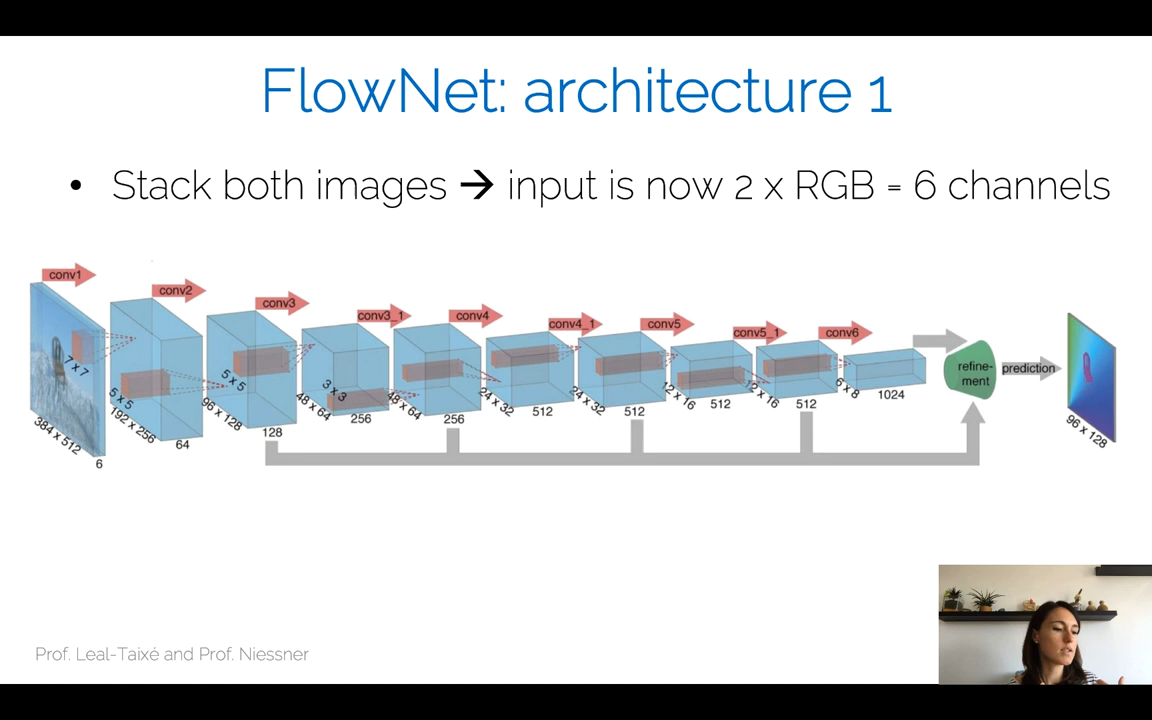 FlowNet: architecture 1
• Stack both images → input is now 2 x RGB = 6 channels
conv1
conv2
conv3
conv3_1
conv4
conv4_1
conv5
conv5_1
conv6
7 x 7
384 x 512
6
5 x 5
192 x 256
64
5 x 5
96 x 128
128
3 x 3
48 x 64
256
48 x 64
256
24 x 32
512
24 x 32
512
12 x 16
512
12 x 16
512
6 x 8
1024
refine-
ment
prediction
96 x 128
Prof. Leal-Taixé and Prof. Niessner